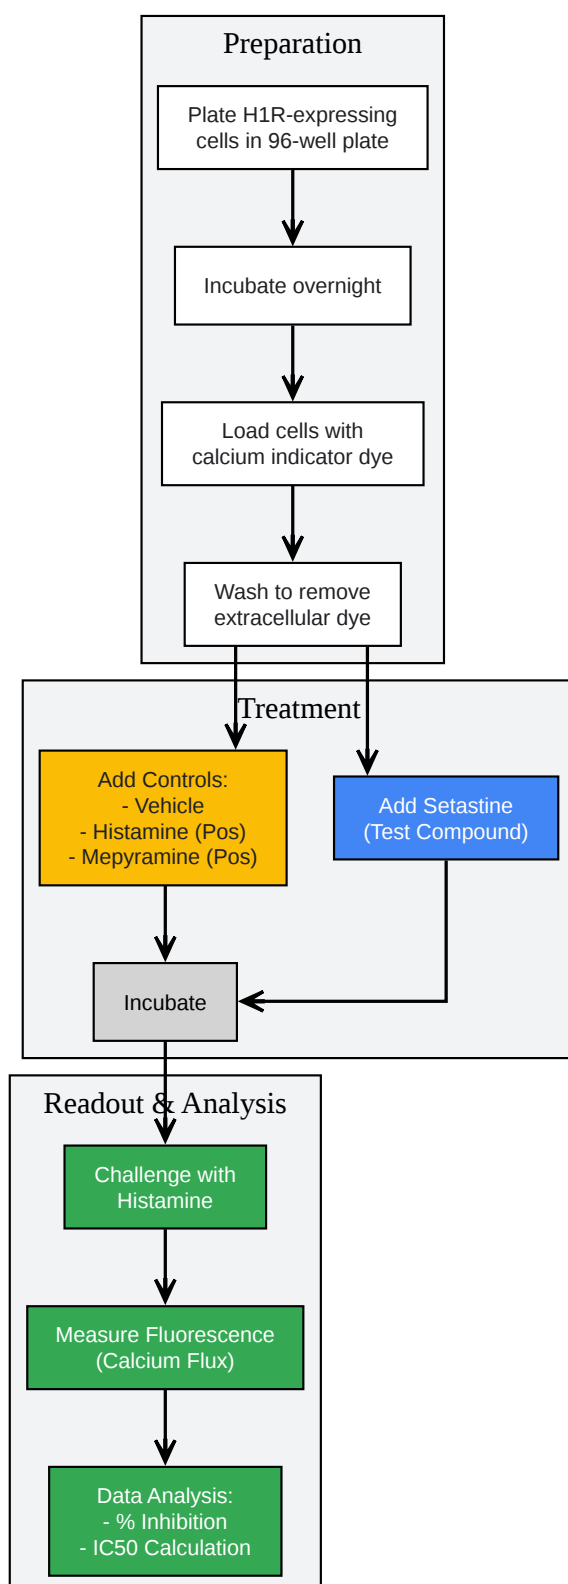 Preparation
Plate H1R-expressing
cells in 96-well plate
Incubate overnight
Load cells with
calcium indicator dye
Wash to remove
extracellular dye
Treatment
Add Controls:
- Vehicle
- Histamine (Pos)
- Mepyramine (Pos)
Add Setastine
(Test Compound)
Incubate
Readout & Analysis
Challenge with
Histamine
Measure Fluorescence
(Calcium Flux)
Data Analysis:
- % Inhibition
- IC50 Calculation